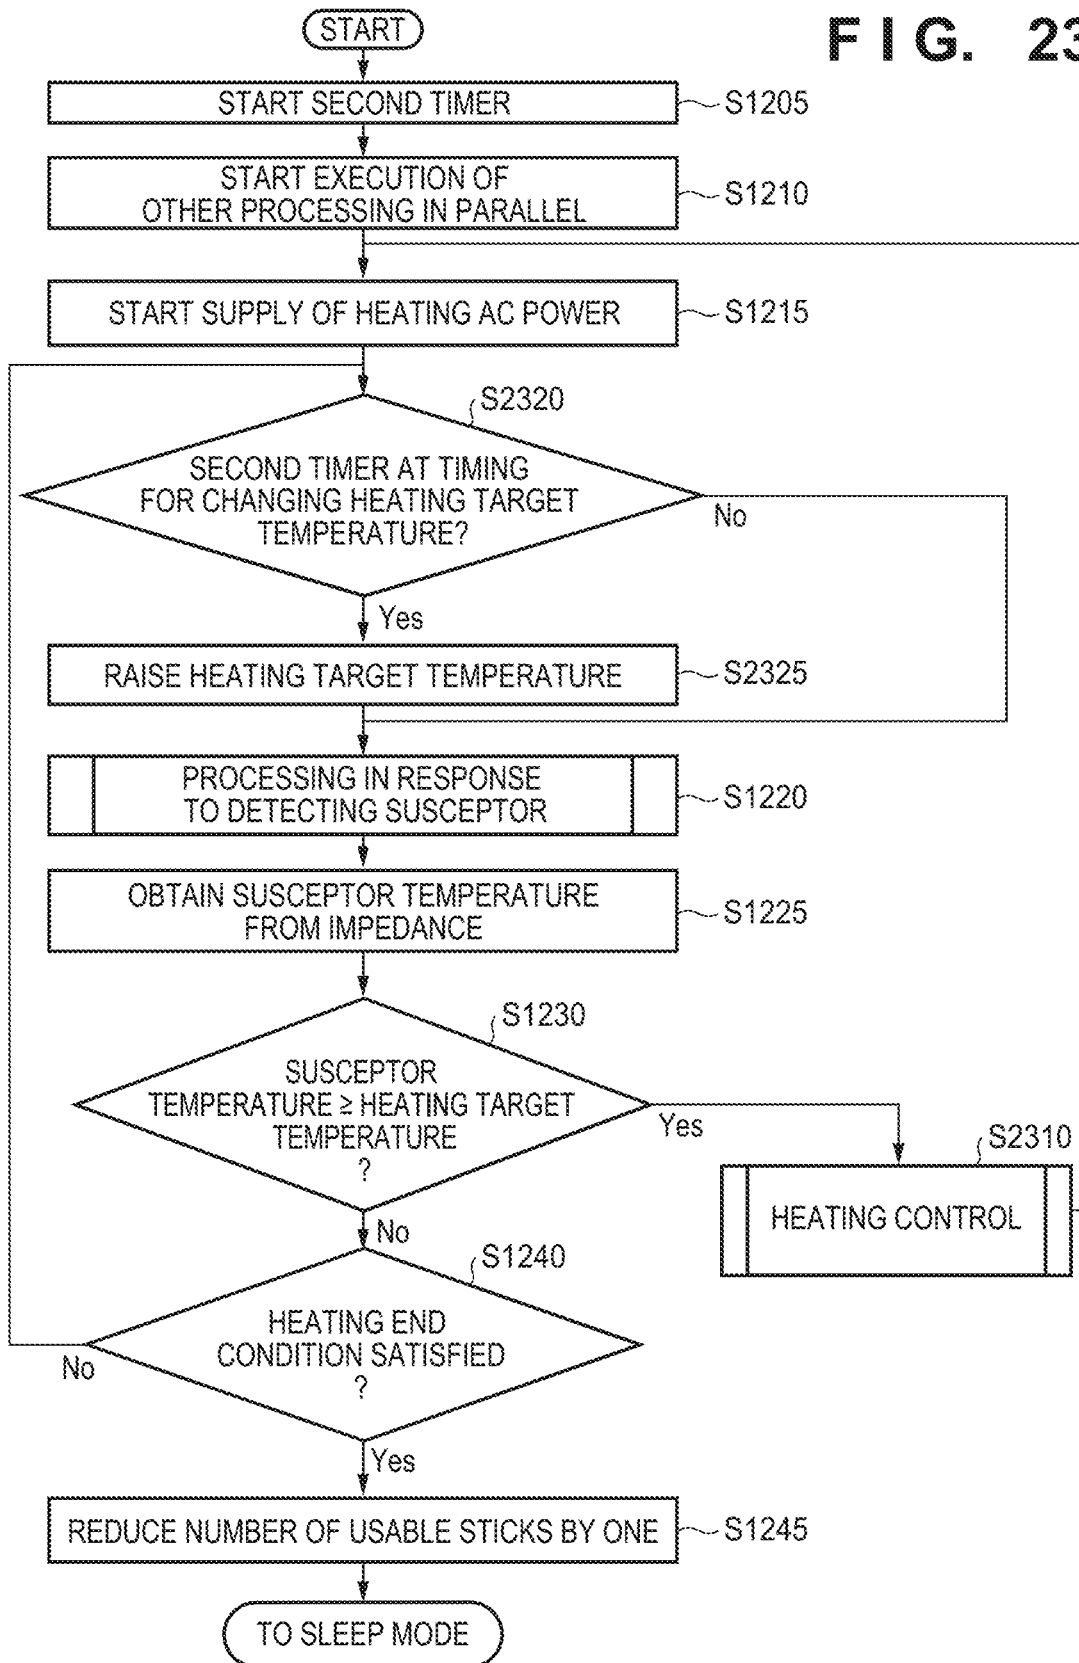 FIG. 23
START
START SECOND TIMER
S1205
START EXECUTION OF
OTHER PROCESSING IN PARALLEL
S1210
START SUPPLY OF HEATING AC POWER
S1215
S2320
SECOND TIMER AT TIMING
FOR CHANGING HEATING TARGET
TEMPERATURE?
No
Yes
RAISE HEATING TARGET TEMPERATURE
S2325
PROCESSING IN RESPONSE
TO DETECTING SUSCEPTOR
S1220
OBTAIN SUSCEPTOR TEMPERATURE
FROM IMPEDANCE
S1225
S1230
SUSCEPTOR
TEMPERATURE ≥ HEATING TARGET
TEMPERATURE
?
Yes
S2310
HEATING CONTROL
No
S1240
HEATING END
CONDITION SATISFIED
?
No
Yes
REDUCE NUMBER OF USABLE STICKS BY ONE
S1245
TO SLEEP MODE